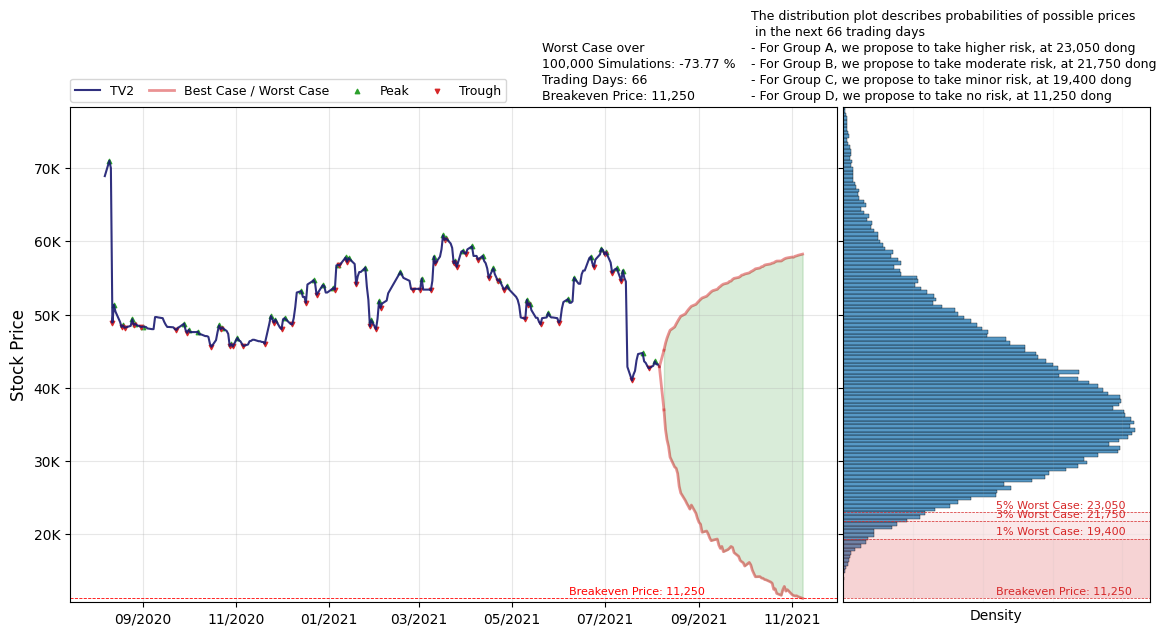 The distribution plot describes probabilities of possible prices
in the next 66 trading days
- For Group A, we propose to take higher risk, at 23,050 dong
- For Group B, we propose to take moderate risk, at 21,750 dong
- For Group C, we propose to take minor risk, at 19,400 dong
- For Group D, we propose to take no risk, at 11,250 dong
Worst Case over
100,000 Simulations: -73.77 %
Trading Days: 66
Breakeven Price: 11,250
TV2
Best Case / Worst Case
Peak
Trough
Stock Price
70K
60K
50K
40K
30K
20K
Breakeven Price: 11,250
09/2020
11/2020
01/2021
03/2021
05/2021
07/2021
09/2021
11/2021
5% Worst Case: 23,050
3% Worst Case: 21,750
1% Worst Case: 19,400
Breakeven Price: 11,250
Density